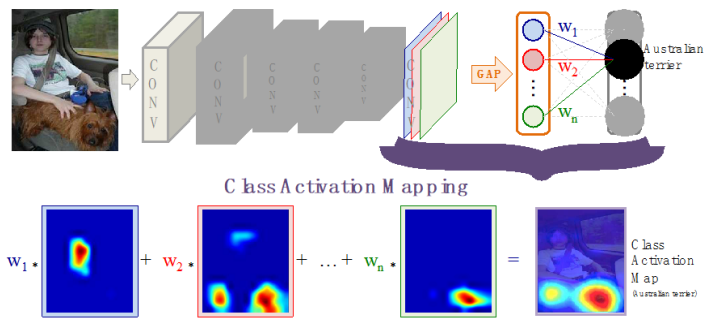 CONV
CONV
CONV
CONV
CONV
CONV
GAP
w1
w2
wn
Australian
terrier
Class Activation Mapping
w1 *
+
w2 *
+ ... +
wn *
=
Class
Activation
Map
(Australian terrier)